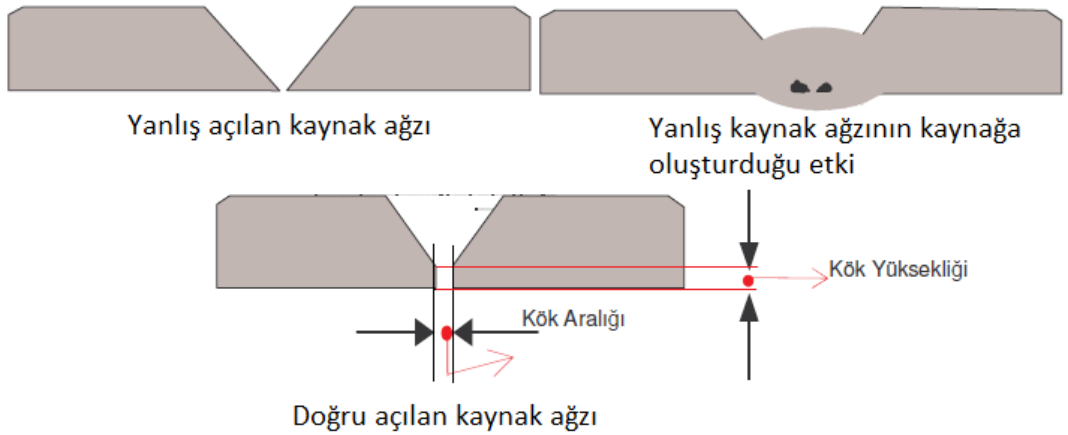 Yanlış açılan kaynak ağzı
Yanlış kaynak ağzının kaynağa
oluşturduğu etki
Kök Yüksekliği
Kök Aralığı
Doğru açılan kaynak ağzı